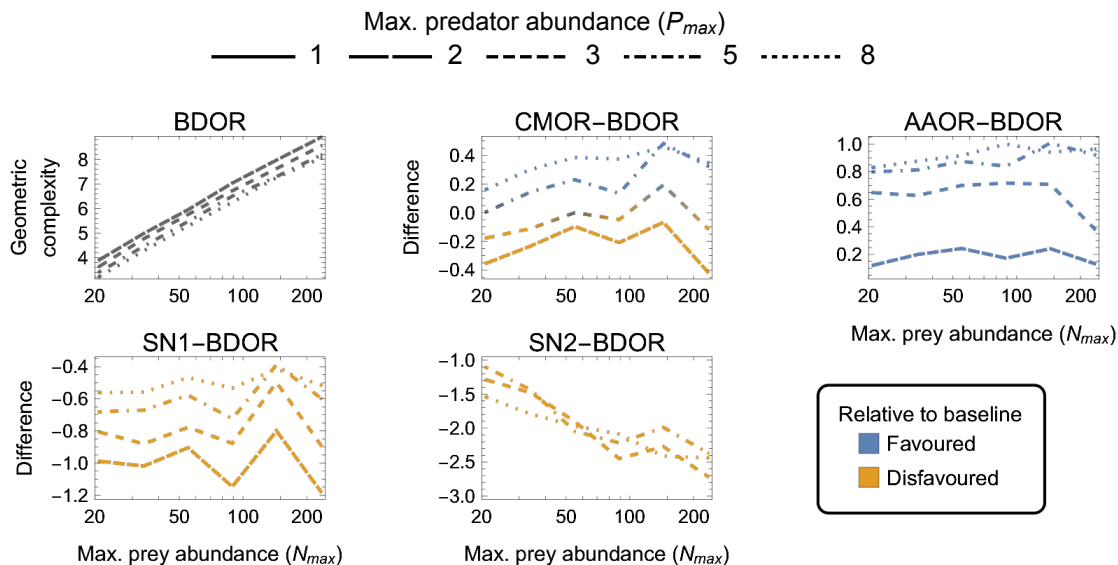 Max. predator abundance (Pmax)
1 2 3 5 8
BDOR
Geometric
complexity
8
7
6
5
4
20 50 100 200
CMOR−BDOR
Difference
0.4
0.2
0.0
−0.2
−0.4
20 50 100 200
AAOR−BDOR
1.0
0.8
0.6
0.4
0.2
20 50 100 200
Max. prey abundance (Nmax)
SN1−BDOR
Difference
−0.4
−0.6
−0.8
−1.0
−1.2
20 50 100 200
Max. prey abundance (Nmax)
SN2−BDOR
−1.0
−1.5
−2.0
−2.5
−3.0
20 50 100 200
Max. prey abundance (Nmax)
Relative to baseline
Favoured
Disfavoured